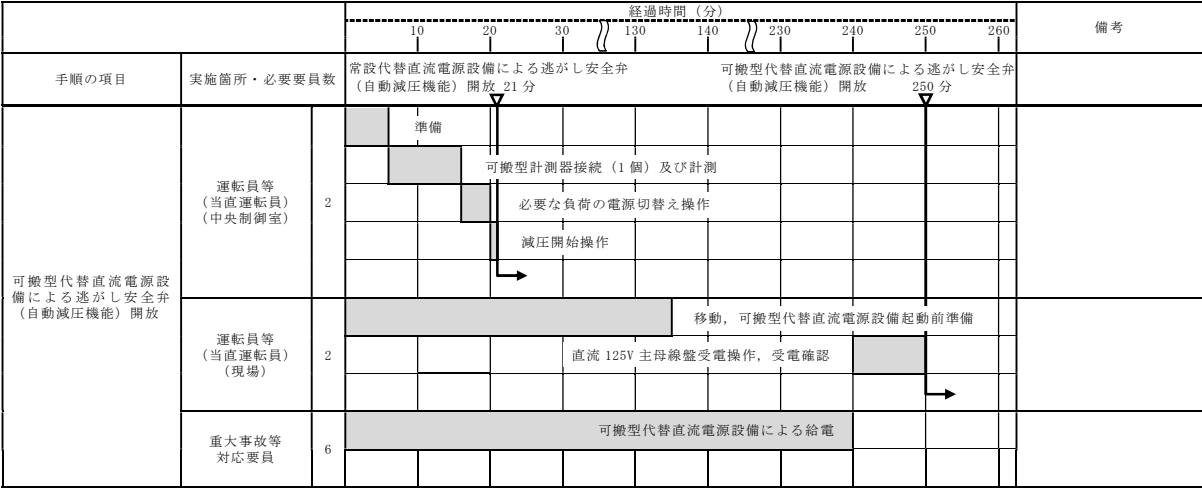 経過時間（分）
備考
10 20 30 130 140 230 240 250 260
手順の項目
実施箇所・必要要員数
常設代替直流電源設備による逃がし安全弁
（自動減圧機能）開放 21 分
可搬型代替直流電源設備による逃がし安全弁
（自動減圧機能）開放 250 分
可搬型代替直流電源設
備による逃がし安全弁
（自動減圧機能）開放
運転員等
（当直運転員）
（中央制御室）
2
準備
可搬型計測器接続（1 個）及び計測
必要な負荷の電源切替え操作
減圧開始操作
運転員等
（当直運転員）
（現場）
2
移動，可搬型代替直流電源設備起動前準備
直流 125V 主母線盤受電操作，受電確認
重大事故等
対応要員
6
可搬型代替直流電源設備による給電